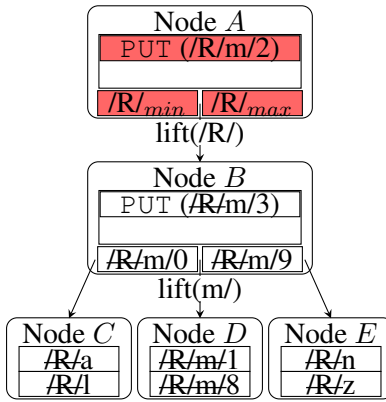 Node A
PUT (/R/m/2)
/R/min /R/max
lift(/R/)
Node B
PUT (/R/m/3)
/R/m/0 /R/m/9
lift(m/)
Node C Node D Node E
/R/a /R/m/1 /R/n
/R/l /R/m/8 /R/z